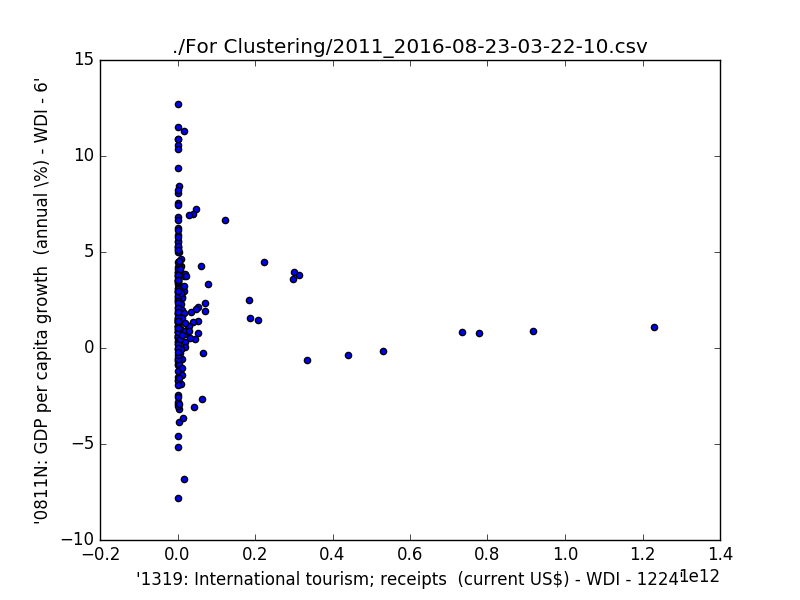 ./For Clustering/2011_2016-08-23-03-22-10.csv
15
10
5
0
−5
−10
'0811N: GDP per capita growth  (annual \%) - WDI - 6'
−0.2 0.0 0.2 0.4 0.6 0.8 1.0 1.2 1.4
1e12
'1319: International tourism; receipts  (current US$) - WDI - 1224'